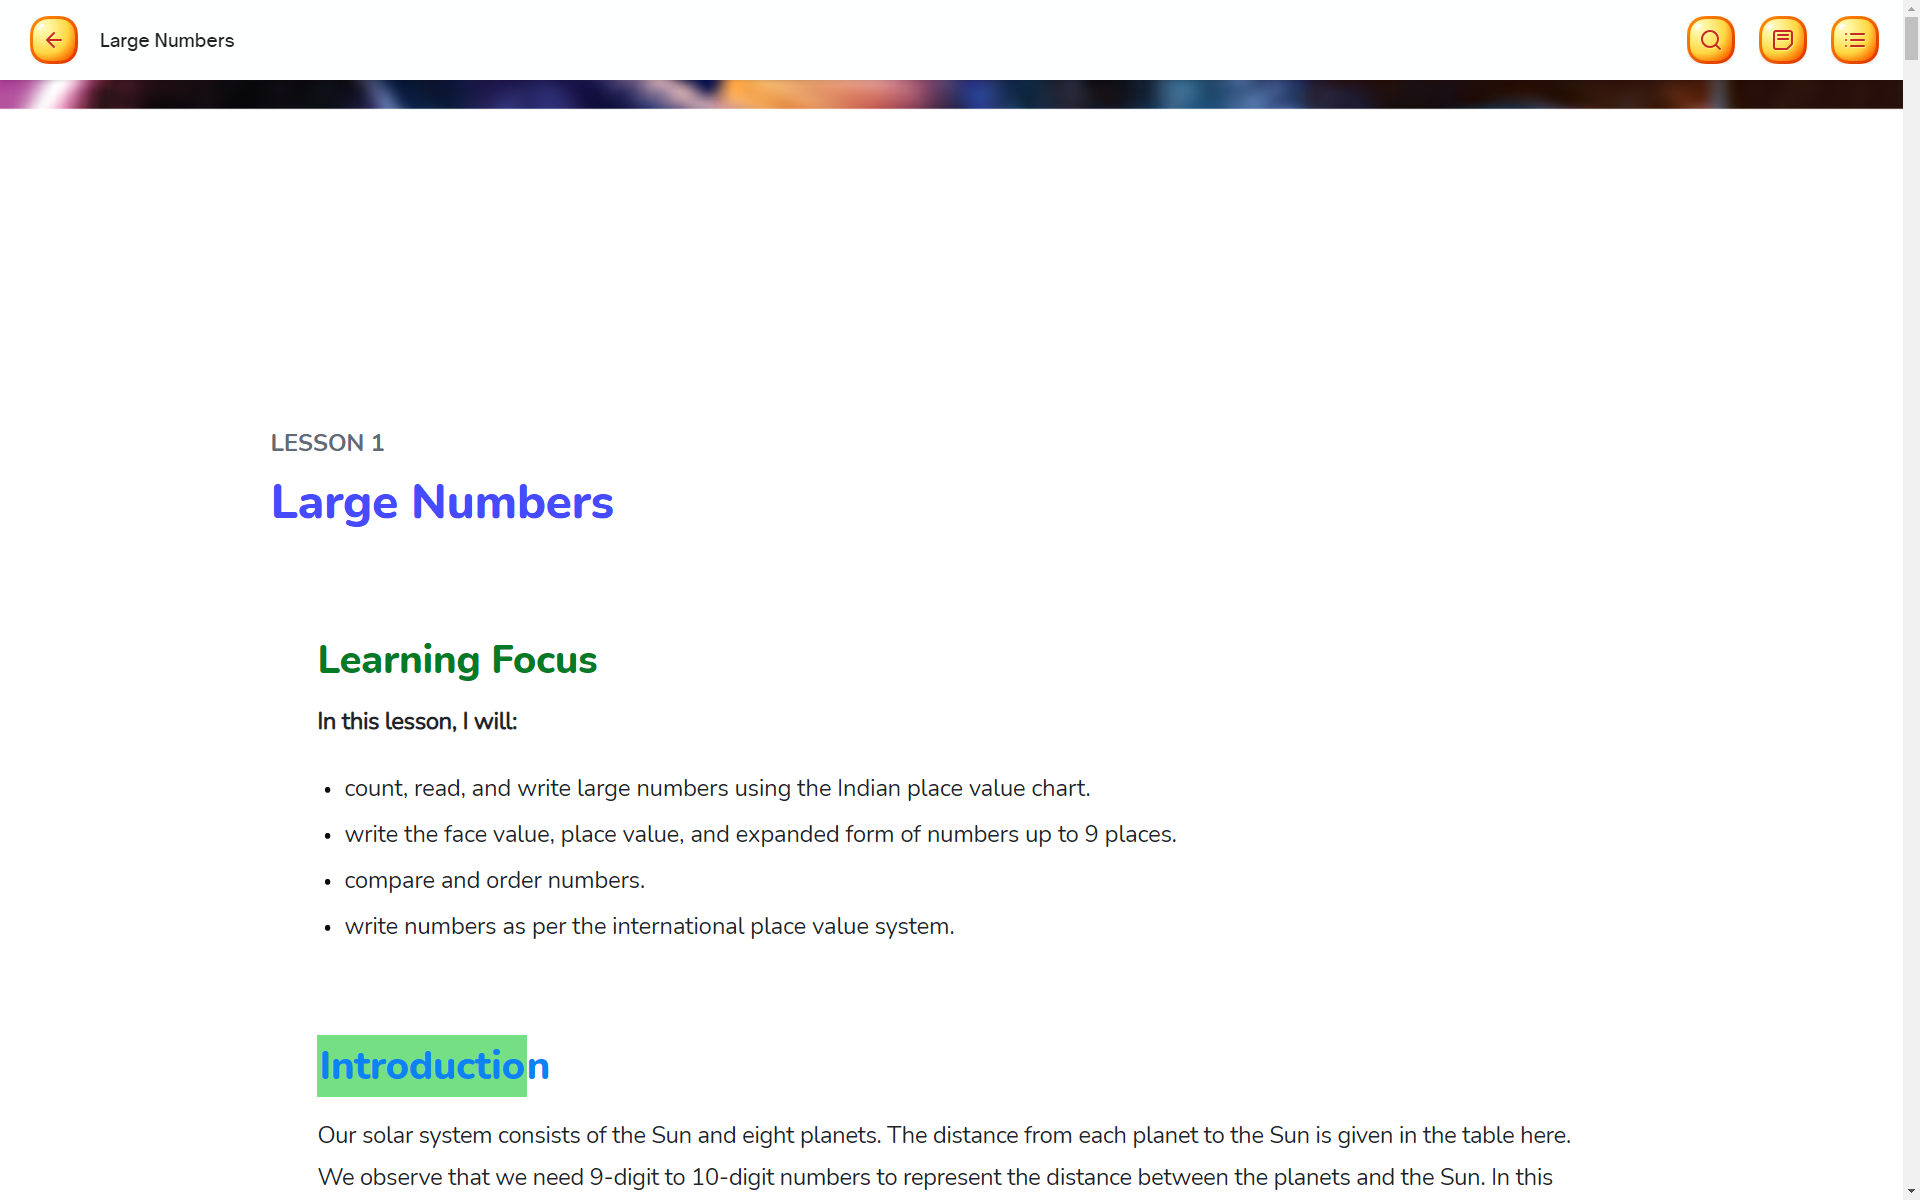 Large Numbers
LESSON 1
Large Numbers
Learning Focus
In this lesson, I will:
• count, read, and write large numbers using the Indian place value chart.
• write the face value, place value, and expanded form of numbers up to 9 places.
• compare and order numbers.
• write numbers as per the international place value system.
Introduction
Our solar system consists of the Sun and eight planets. The distance from each planet to the Sun is given in the table here.
We observe that we need 9-digit to 10-digit numbers to represent the distance between the planets and the Sun. In this